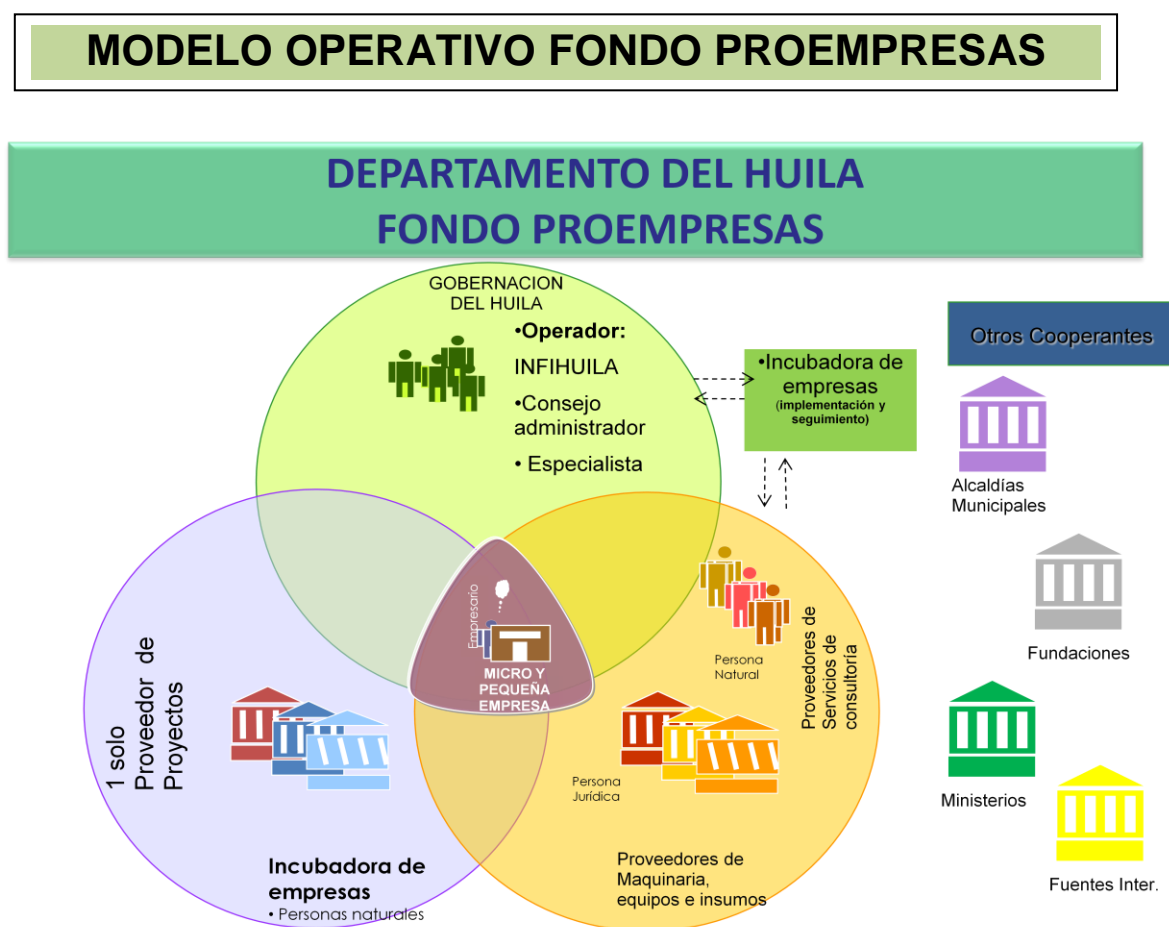 MODELO OPERATIVO FONDO PROEMPRESAS
DEPARTAMENTO DEL HUILA
FONDO PROEMPRESAS
GOBERNACION
DEL HUILA
•Operador:
INFIHUILA
•Consejo
administrador
• Especialista
•Incubadora de
empresas
(implementación y
seguimiento)
Otros Cooperantes
Alcaldías
Municipales
Fundaciones
Ministerios
Fuentes Inter.
Empresario
MICRO Y
PEQUEÑA
EMPRESA
1 solo
Proveedor de
Proyectos
Incubadora de
empresas
• Personas naturales
Persona
Natural
Proveedores de
Servicios de
consultoría
Persona
Jurídica
Proveedores de
Maquinaria,
equipos e insumos